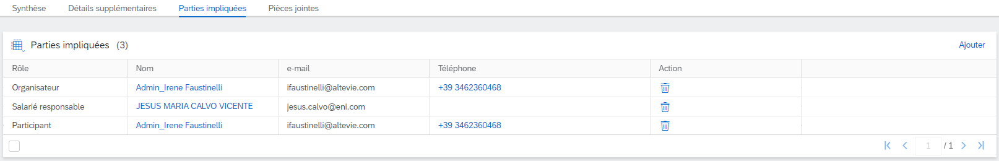 Synthèse Détails supplémentaires Parties impliquées Pièces jointes
Parties impliquées (3) Ajouter
Rôle Nom e-mail Téléphone Action
Organisateur Admin_Irene Faustinelli ifaustinslli@altevie.com +39 3462360468
Salarié responsable JESUS MARIA CALVO VICENTE jesus.calvo@eni.com
Participant Admin_Irene Faustinelli ifaustinelli@altevie.com +39 3462360468
1 / 1